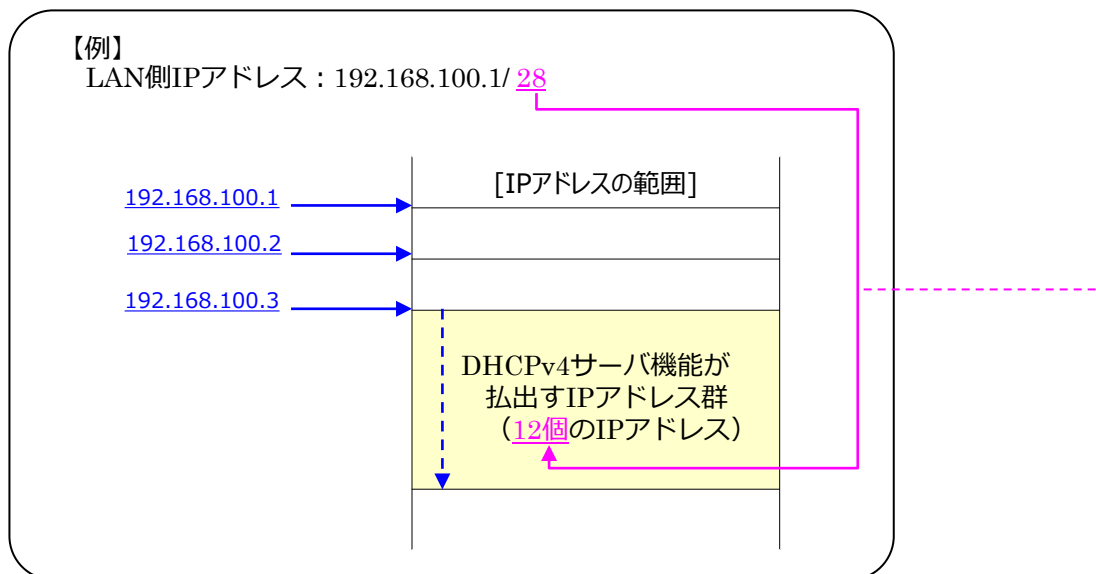 【例】
LAN側IPアドレス：192.168.100.1/ 28
[IPアドレスの範囲]
192.168.100.1
192.168.100.2
192.168.100.3
DHCPv4サーバ機能が
払出すIPアドレス群
（12個のIPアドレス）